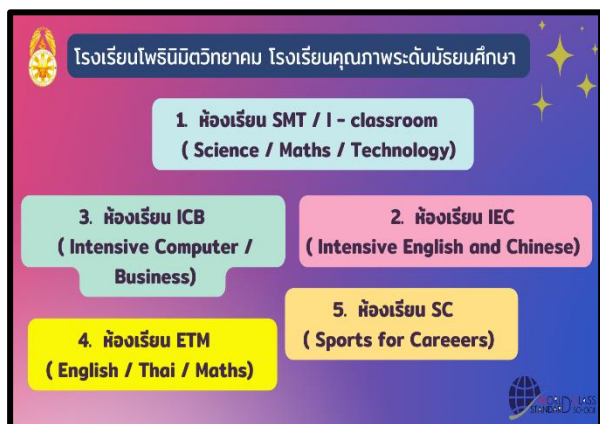 โรงเรียนโพธินิมิตวิทยาคม โรงเรียนคุณภาพระดับมัธยมศึกษา
1. ห้องเรียน SMT / I - classroom
( Science / Maths / Technology)
2. ห้องเรียน IEC
( Intensive English and Chinese)
3. ห้องเรียน ICB
( Intensive Computer /
Business)
4. ห้องเรียน ETM
( English / Thai / Maths)
5. ห้องเรียน SC
( Sports for Careeers)
WORLD CLASS
STANDARD SCHOOL